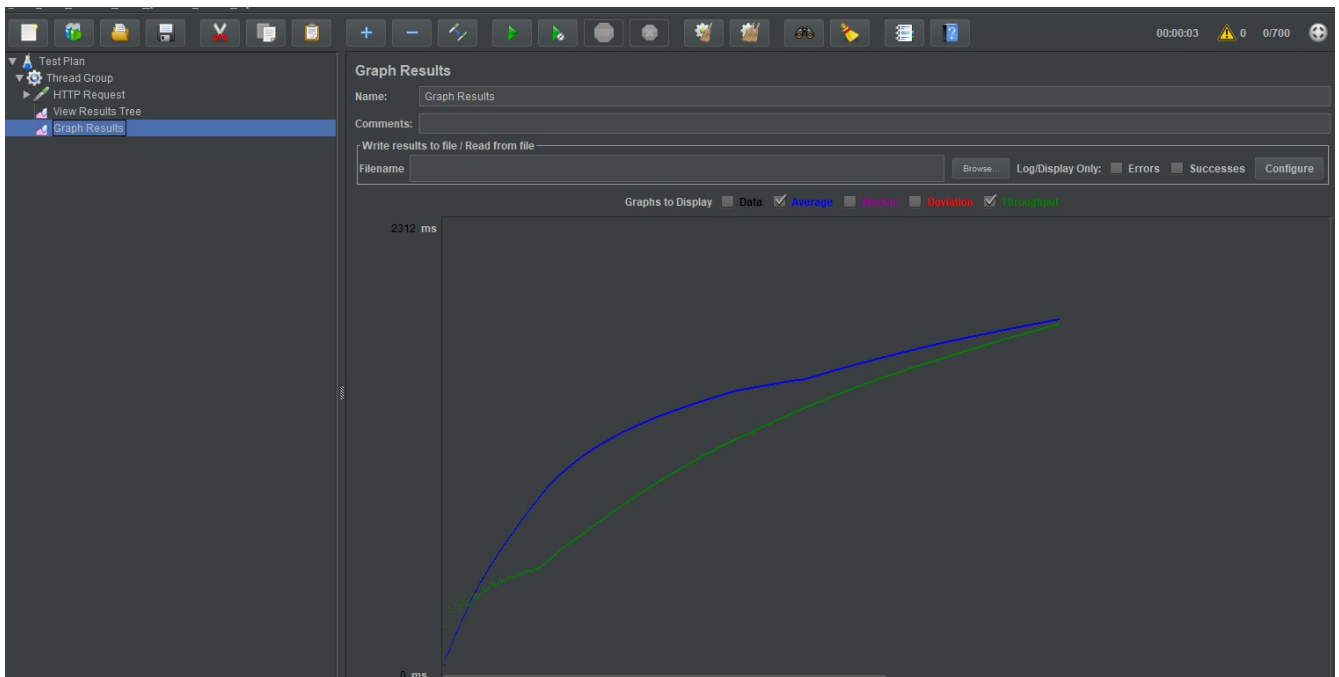 00:00:03 0 0/700
Test Plan
Thread Group
HTTP Request
View Results Tree
Graph Results
Graph Results
Name: Graph Results
Comments:
Write results to file / Read from file
Filename Browse... Log/Display Only: Errors Successes Configure
Graphs to Display Data Average Median Deviation Throughput
2312 ms
0 ms